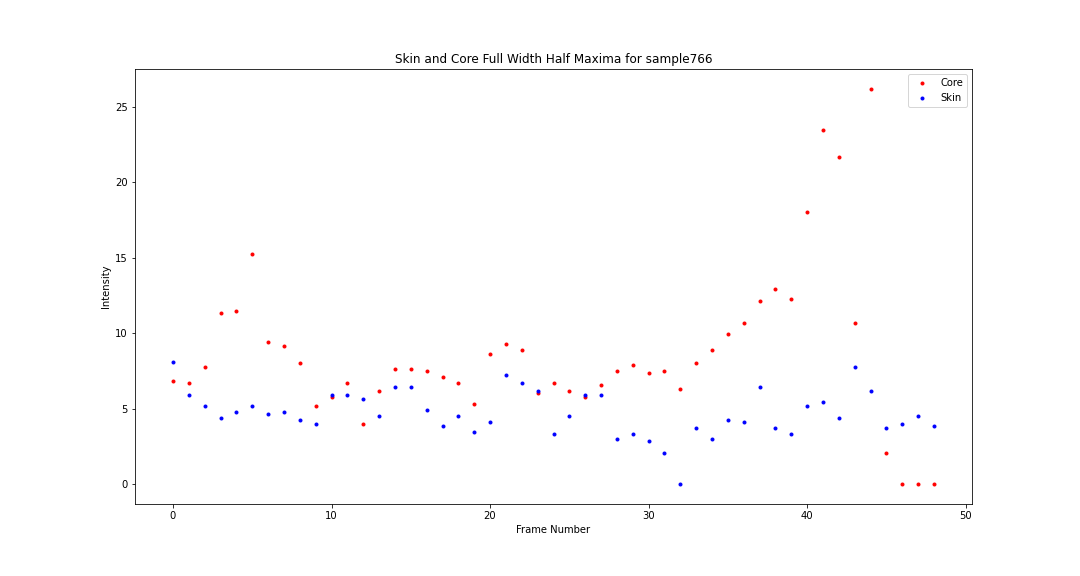 Skin and Core Full Width Half Maxima for sample766
Core
Skin
25
20
15
10
5
0
Intensity
0 10 20 30 40 50
Frame Number